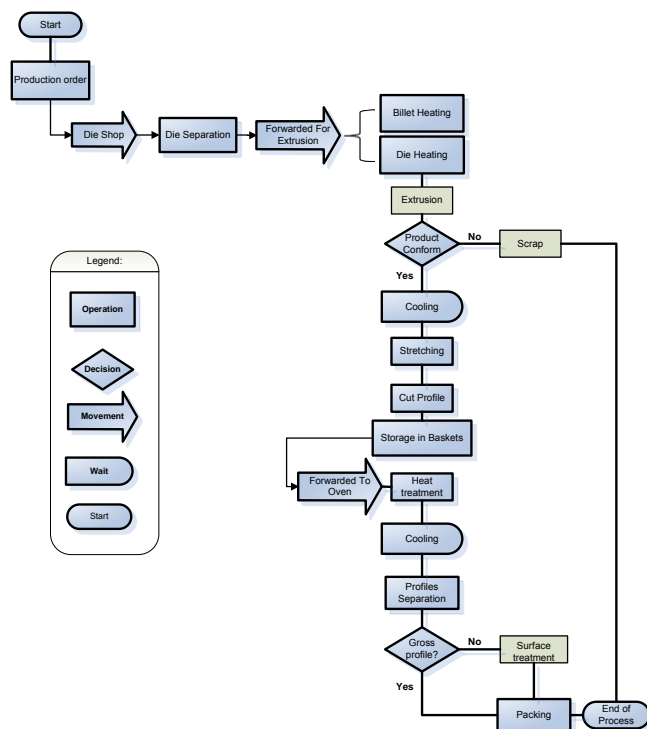 Start
Production order
Die Shop
Die Separation
Forwarded For
Extrusion
Billet Heating
Die Heating
Extrusion
Product
Conform
No
Scrap
Yes
Cooling
Stretching
Cut Profile
Storage in Baskets
Forwarded To
Oven
Heat
treatment
Cooling
Profiles
Separation
Gross
profile?
No
Surface
treatment
Yes
Packing
End of
Process
Legend:
Operation
Decision
Movement
Wait
Start